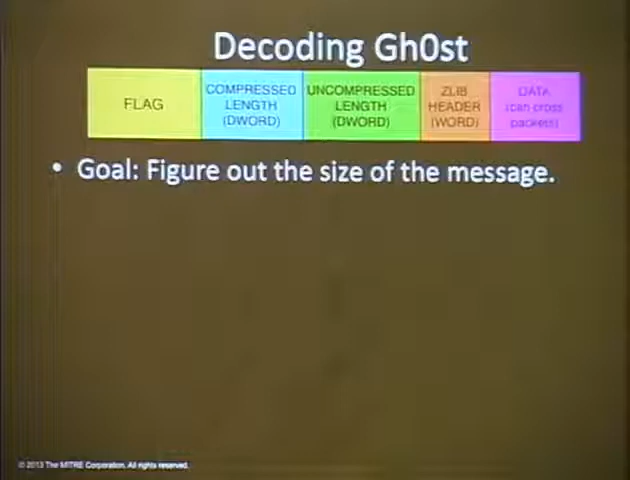 Decoding Gh0st
FLAG
COMPRESSED
LENGTH
(DWORD)
UNCOMPRESSED
LENGTH
(DWORD)
ZLIB
HEADER
(WORD)
DATA
(can cross
packets)
• Goal: Figure out the size of the message.
© 2013 The MITRE Corporation. All rights reserved.